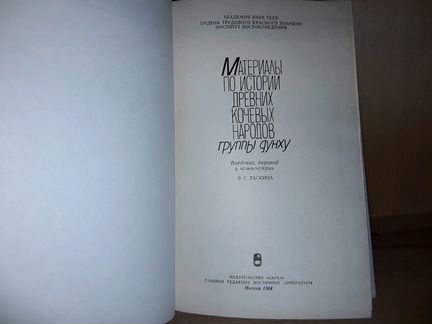 АКАДЕМИЯ НАУК СССР
ОРДЕНА ТРУДОВОГО КРАСНОГО ЗНАМЕНИ
ИНСТИТУТ ВОСТОКОВЕДЕНИЯ
МАТЕРИАЛЫ
ПО ИСТОРИИ
ДРЕВНИХ
КОЧЕВЫХ
НАРОДОВ
ГРУППЫ ДУНХУ
Введение, перевод
и комментарии
В. С. ТАСКИНА
ИЗДАТЕЛЬСТВО «НАУКА»
ГЛАВНАЯ РЕДАКЦИЯ ВОСТОЧНОЙ ЛИТЕРАТУРЫ
Москва 1984